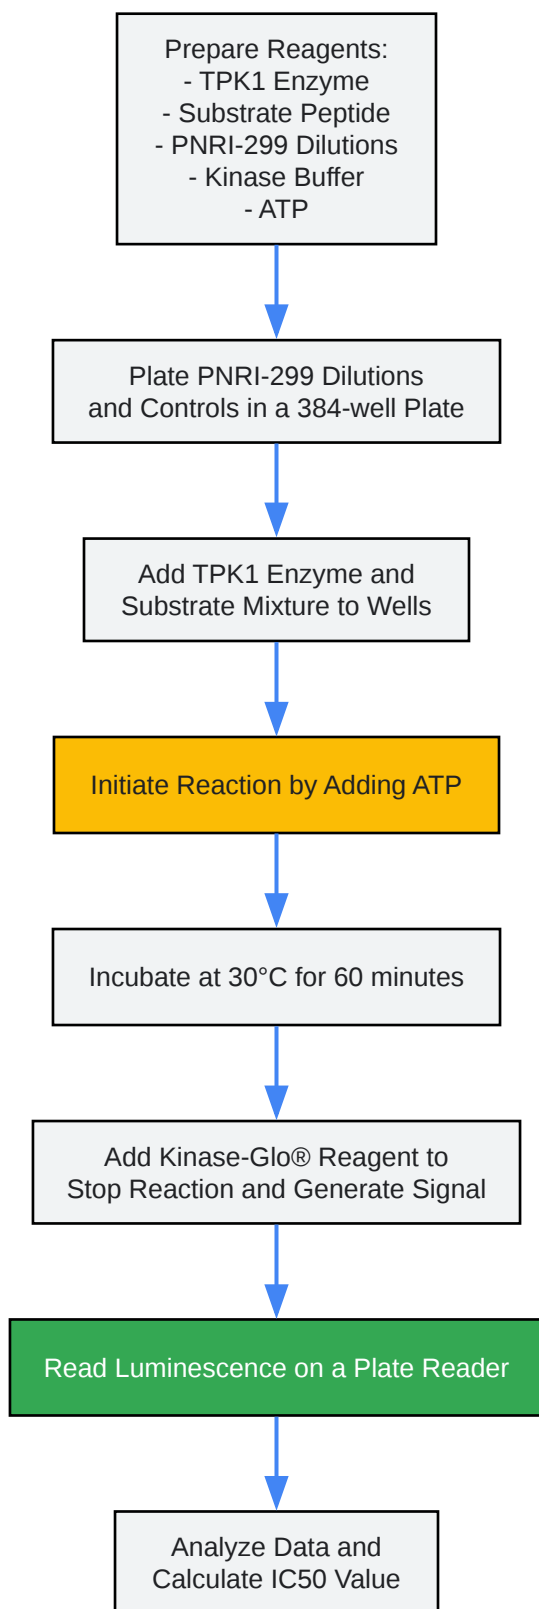 Prepare Reagents:
- TPK1 Enzyme
- Substrate Peptide
- PNRI-299 Dilutions
- Kinase Buffer
- ATP
Plate PNRI-299 Dilutions
and Controls in a 384-well Plate
Add TPK1 Enzyme and
Substrate Mixture to Wells
Initiate Reaction by Adding ATP
Incubate at 30°C for 60 minutes
Add Kinase-Glo® Reagent to
Stop Reaction and Generate Signal
Read Luminescence on a Plate Reader
Analyze Data and
Calculate IC50 Value